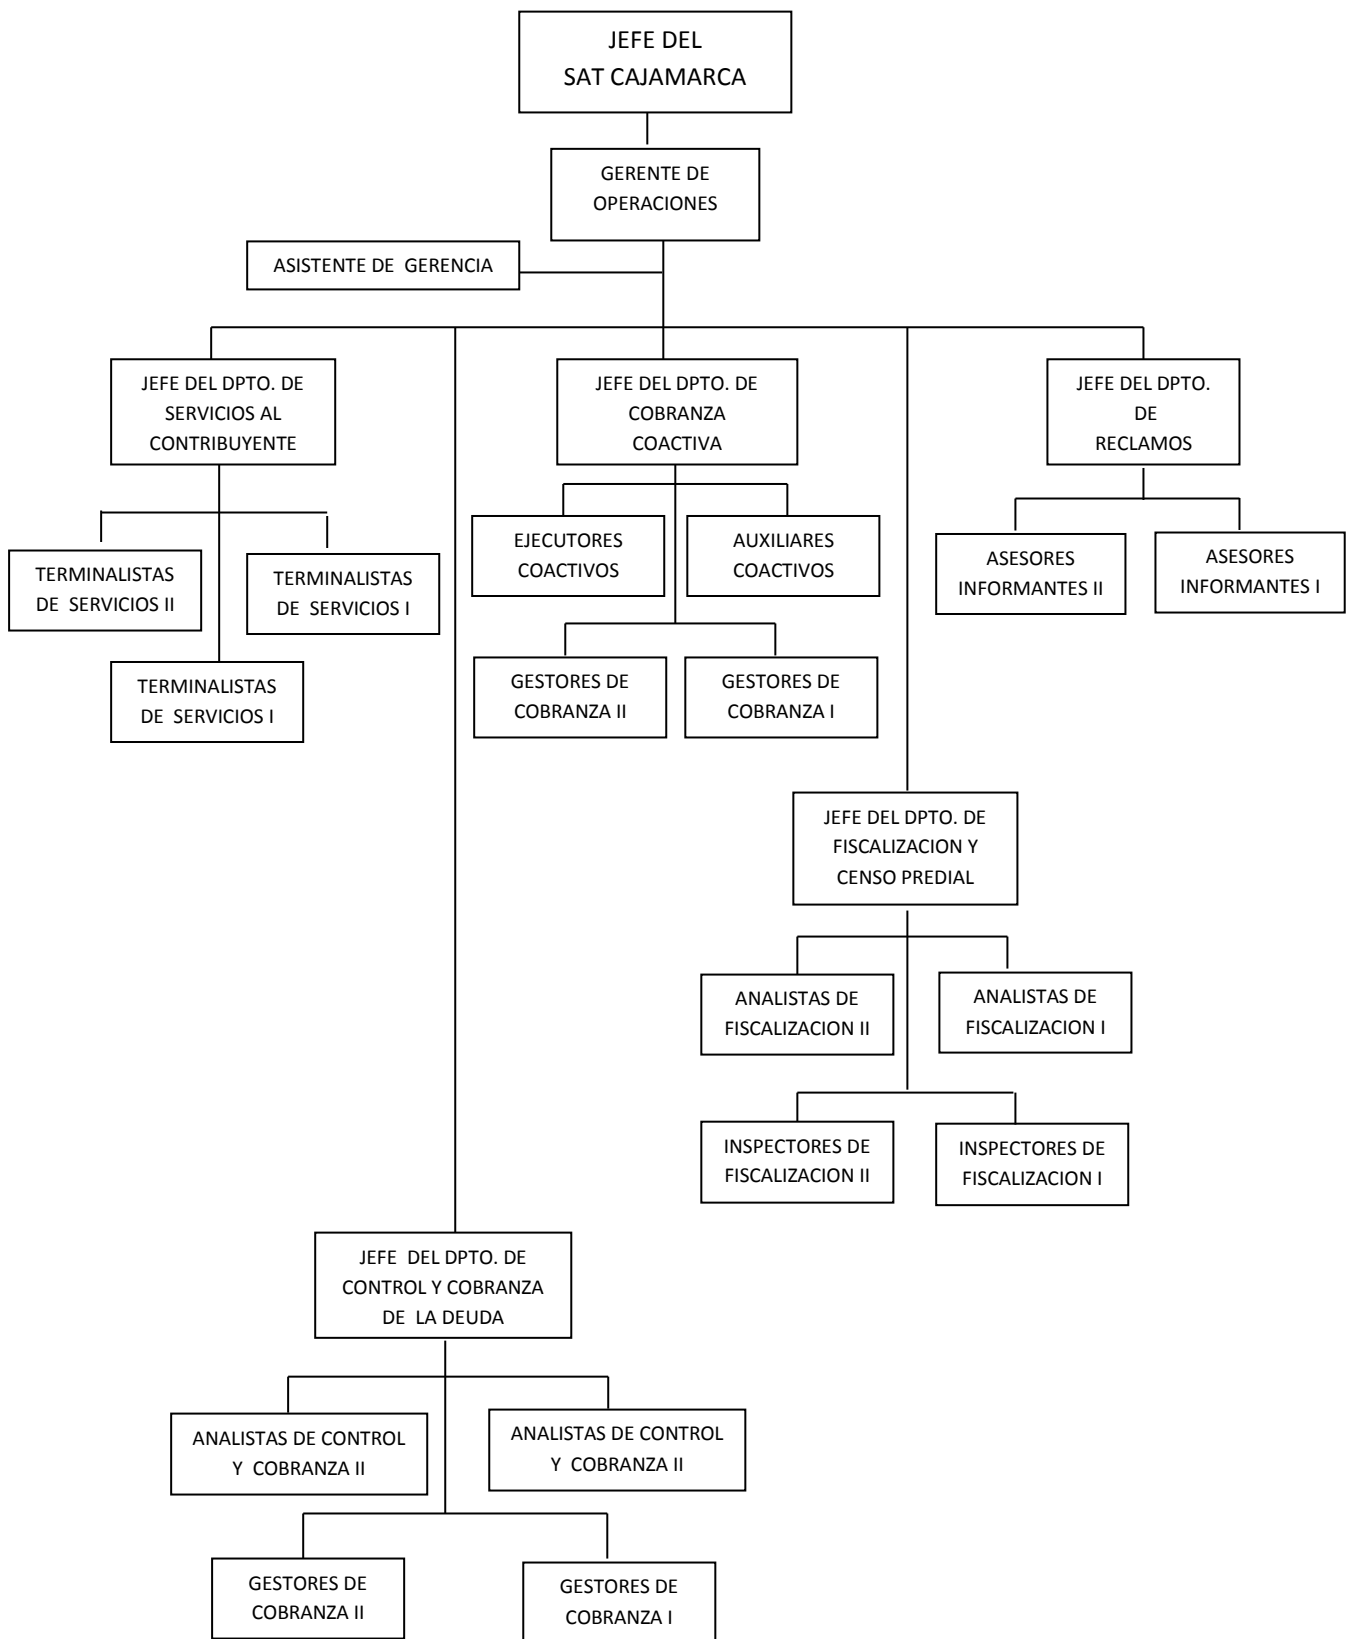 JEFE DEL
SAT CAJAMARCA
GERENTE DE
OPERACIONES
ASISTENTE DE GERENCIA
JEFE DEL DPTO. DE
SERVICIOS AL
CONTRIBUYENTE
JEFE DEL DPTO. DE
COBRANZA
COACTIVA
JEFE DEL DPTO.
DE
RECLAMOS
TERMINALISTAS
DE SERVICIOS II
TERMINALISTAS
DE SERVICIOS I
TERMINALISTAS
DE SERVICIOS I
EJECUTORES
COACTIVOS
AUXILIARES
COACTIVOS
GESTORES DE
COBRANZA II
GESTORES DE
COBRANZA I
ASESORES
INFORMANTES II
ASESORES
INFORMANTES I
JEFE DEL DPTO. DE
FISCALIZACION Y
CENSO PREDIAL
ANALISTAS DE
FISCALIZACION II
ANALISTAS DE
FISCALIZACION I
INSPECTORES DE
FISCALIZACION II
INSPECTORES DE
FISCALIZACION I
JEFE DEL DPTO. DE
CONTROL Y COBRANZA
DE LA DEUDA
ANALISTAS DE CONTROL
Y COBRANZA II
ANALISTAS DE CONTROL
Y COBRANZA II
GESTORES DE
COBRANZA II
GESTORES DE
COBRANZA I